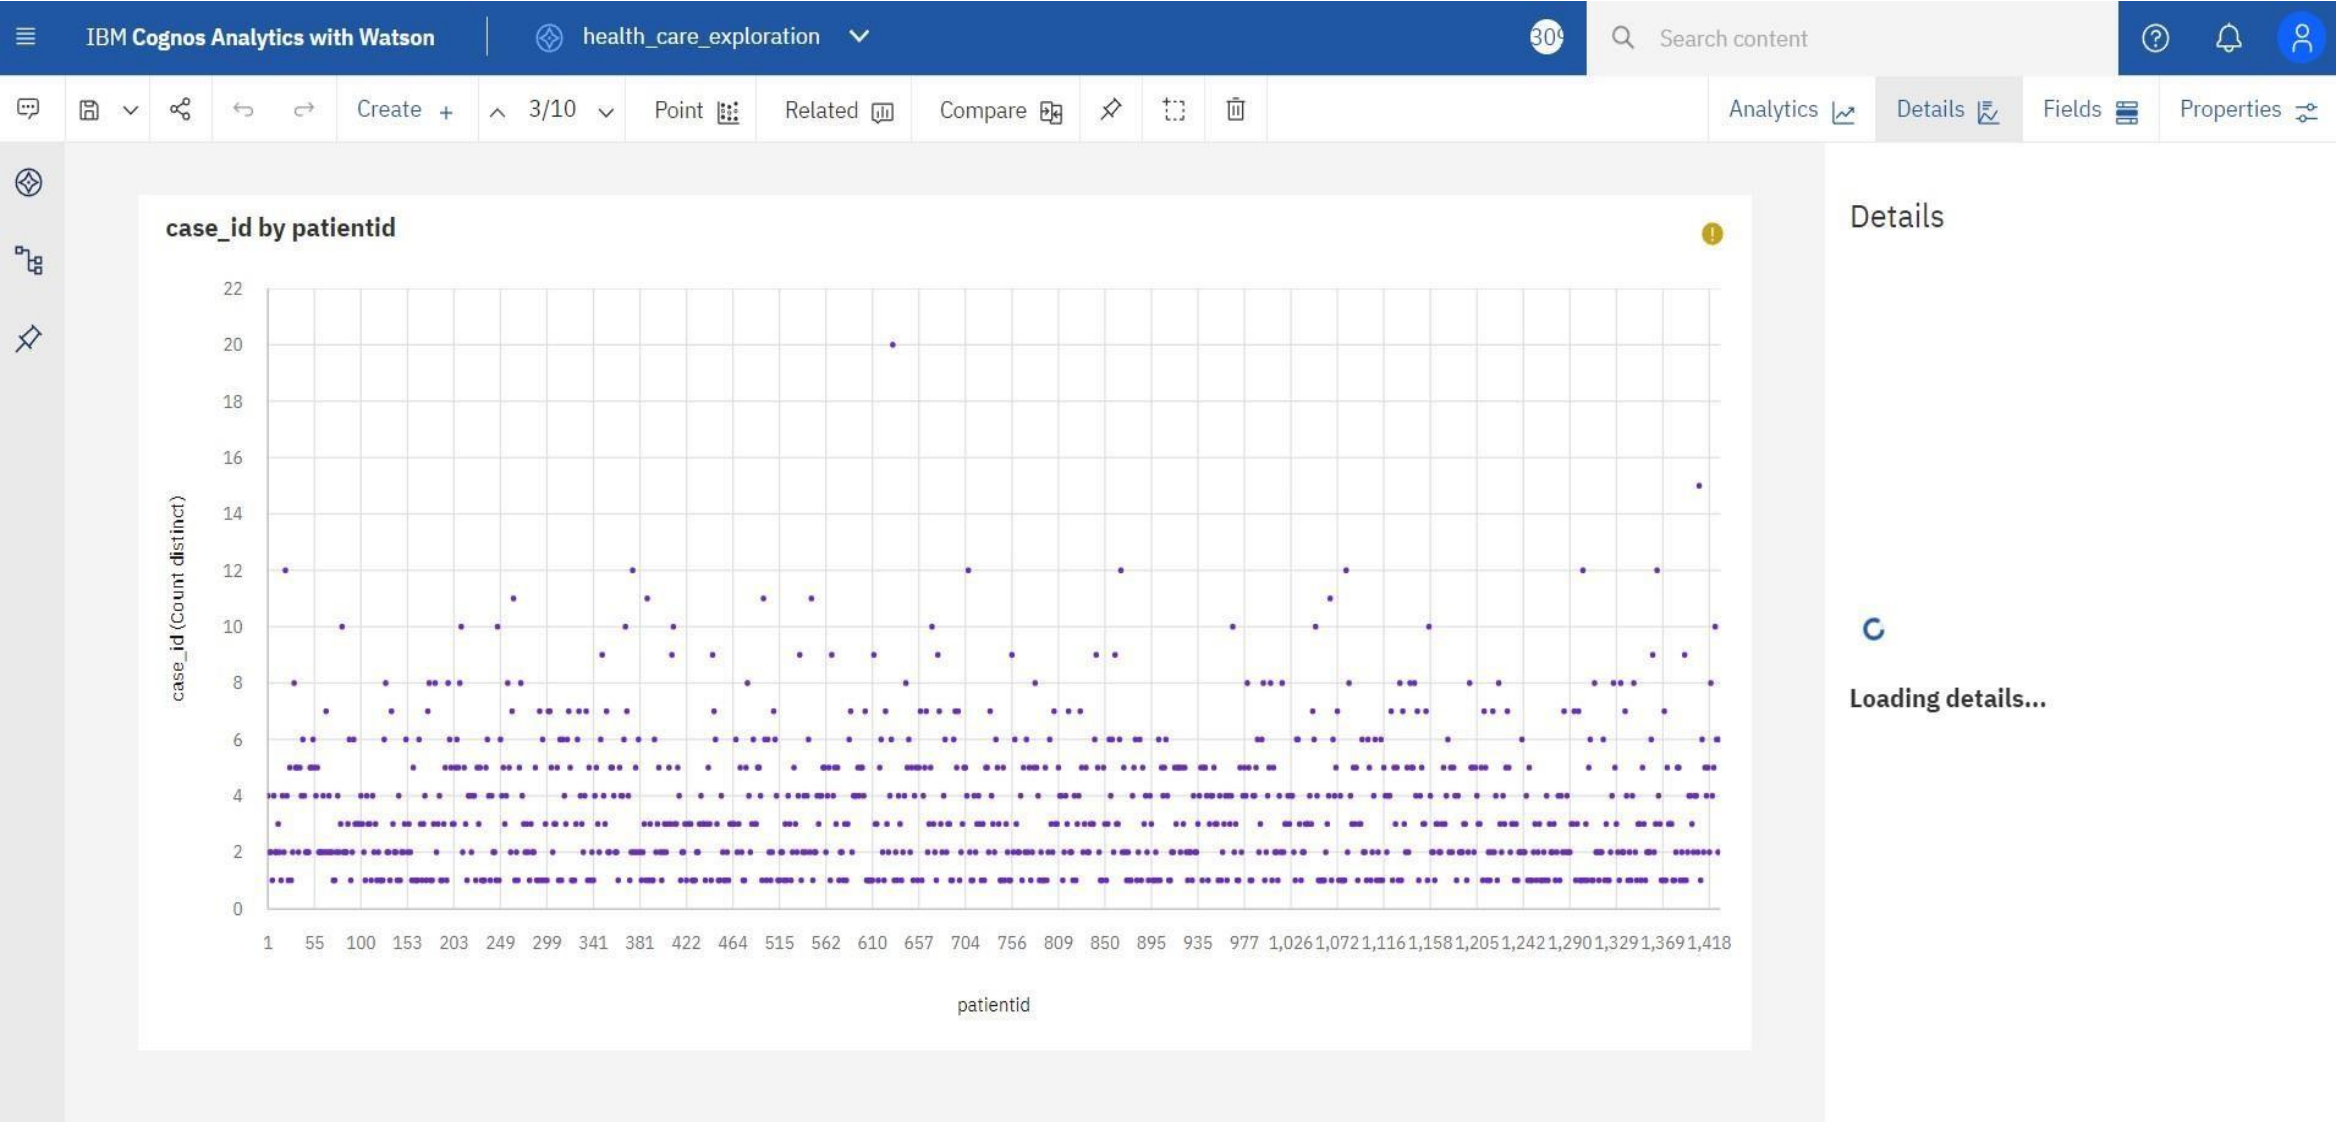 IBM Cognos Analytics with Watson
health_care_exploration
Search content
Create +
3/10
Point
Related
Compare
Analytics
Details
Fields
Properties
case_id by patientid
Details
22
20
18
16
14
12
10
8
6
4
2
0
case_id (Count distinct)
1 55 100 153 203 249 299 341 381 422 464 515 562 610 657 704 756 809 850 895 935 977 1,026 1,072 1,116 1,158 1,205 1,242 1,290 1,329 1,369 1,418
patientid
Loading details...